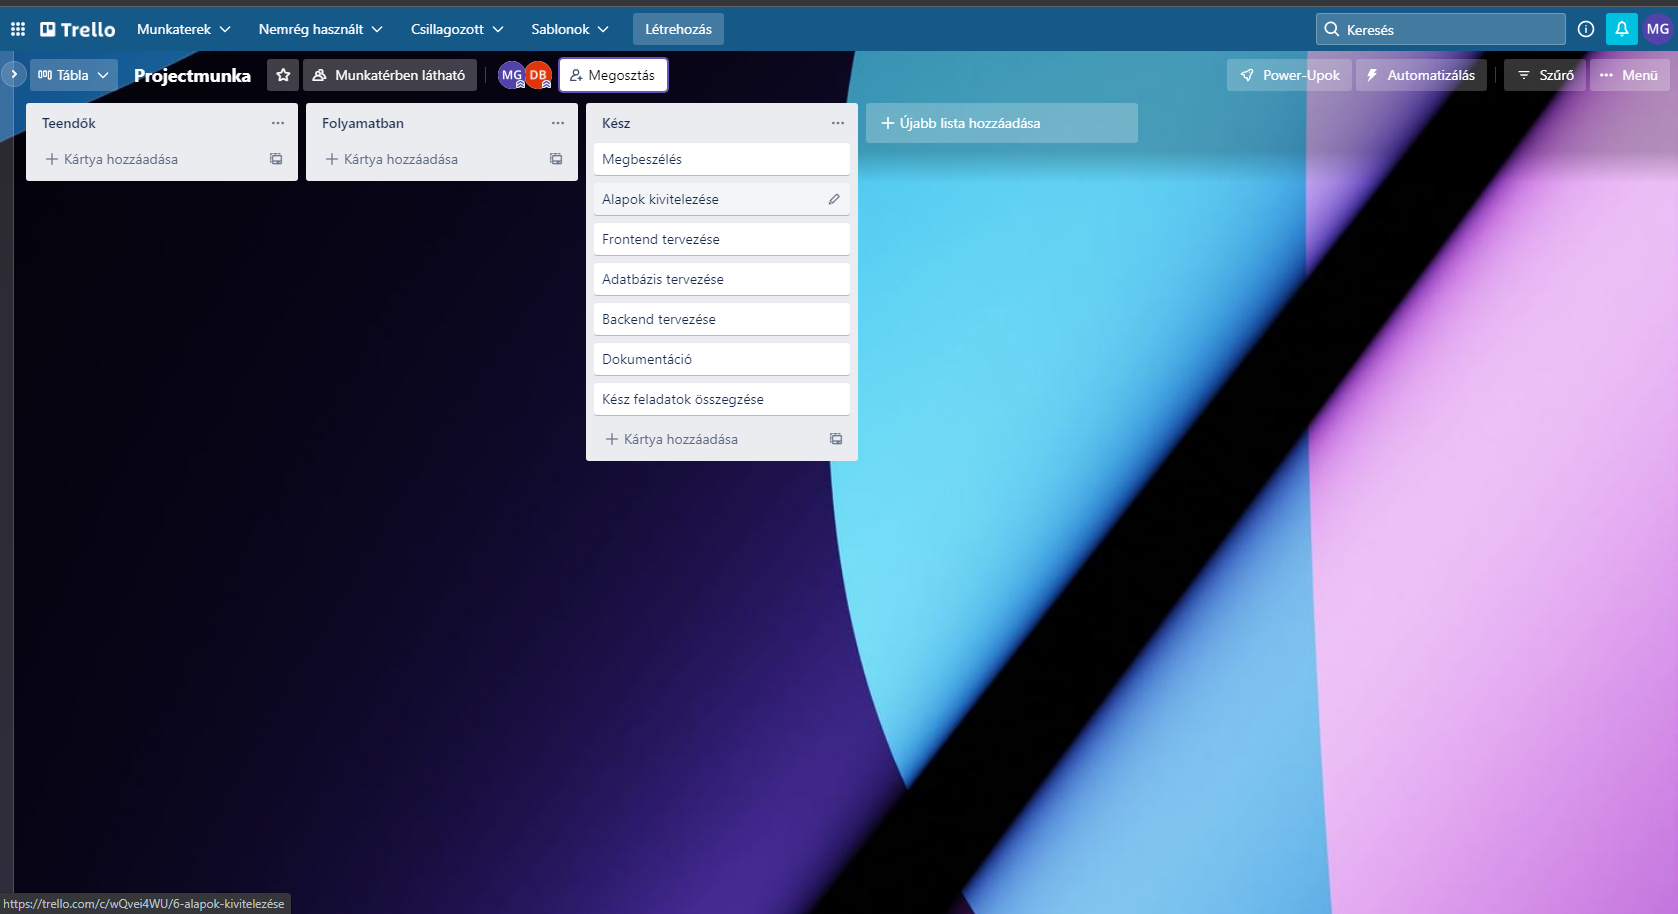 Trello
Munkaterek
Nemrég használt
Csillagozott
Sablonok
Létrehozás
Keresés
MG
Tábla
Projectmunka
Munkatérben látható
MG
DB
Megosztás
Power-Upok
Automatizálás
Szűrő
Menü
Teendők
Kártya hozzáadása
Folyamatban
Kártya hozzáadása
Kész
Megbeszélés
Alapok kivitelezése
Frontend tervezése
Adatbázis tervezése
Backend tervezése
Dokumentáció
Kész feladatok összegzése
Kártya hozzáadása
Újabb lista hozzáadása
https://trello.com/c/wQvei4WU/6-alapok-kivitelezése